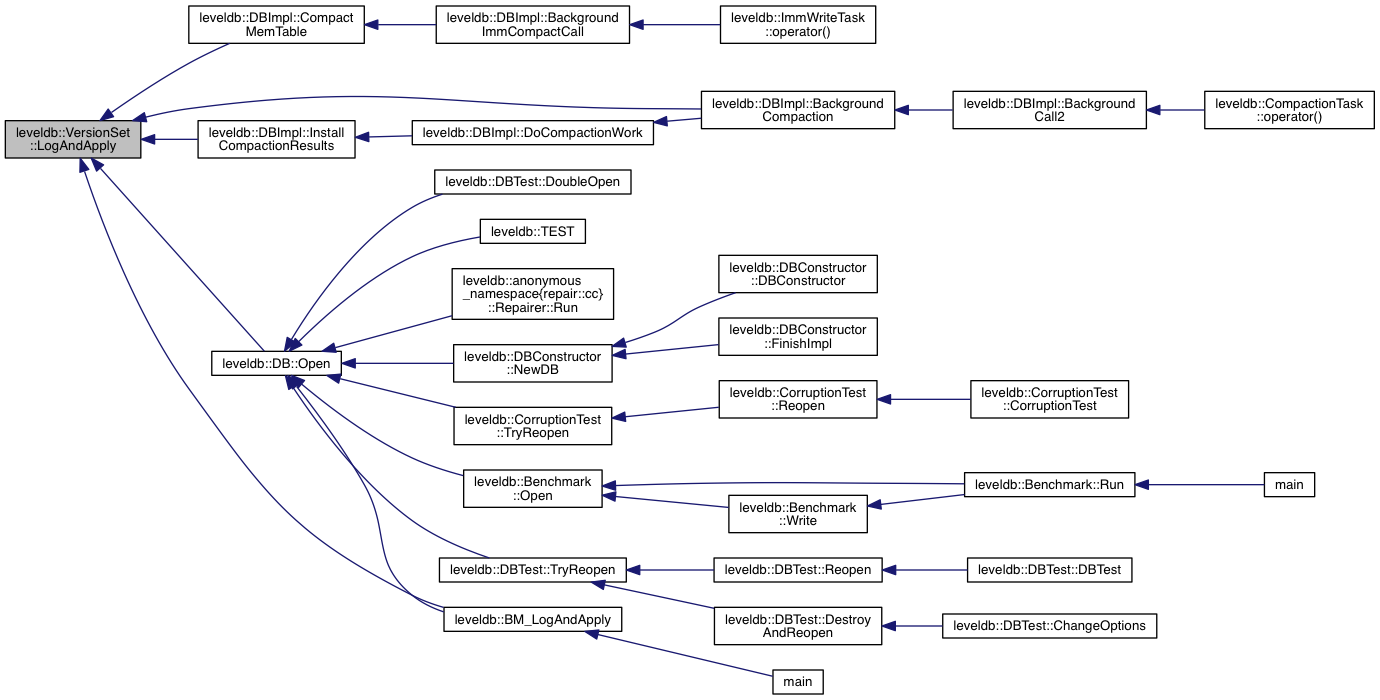 leveldb::VersionSet
::LogAndApply
leveldb::DBImpl::Compact
MemTable
leveldb::DBImpl::Background
ImmCompactCall
leveldb::ImmWriteTask
::operator()
leveldb::DBImpl::Background
Compaction
leveldb::DBImpl::Background
Call2
leveldb::CompactionTask
::operator()
leveldb::DBImpl::Install
CompactionResults
leveldb::DBImpl::DoCompactionWork
leveldb::DB::Open
leveldb::DBTest::DoubleOpen
leveldb::TEST
leveldb::anonymous
_namespace{repair::cc}
::Repairer::Run
leveldb::DBConstructor
::NewDB
leveldb::DBConstructor
::DBConstructor
leveldb::DBConstructor
::FinishImpl
leveldb::CorruptionTest
::TryReopen
leveldb::CorruptionTest
::Reopen
leveldb::CorruptionTest
::CorruptionTest
leveldb::Benchmark
::Open
leveldb::Benchmark::Run
main
leveldb::Benchmark
::Write
leveldb::DBTest::TryReopen
leveldb::DBTest::Reopen
leveldb::DBTest::DBTest
leveldb::DBTest::Destroy
AndReopen
leveldb::DBTest::ChangeOptions
leveldb::BM_LogAndApply
main